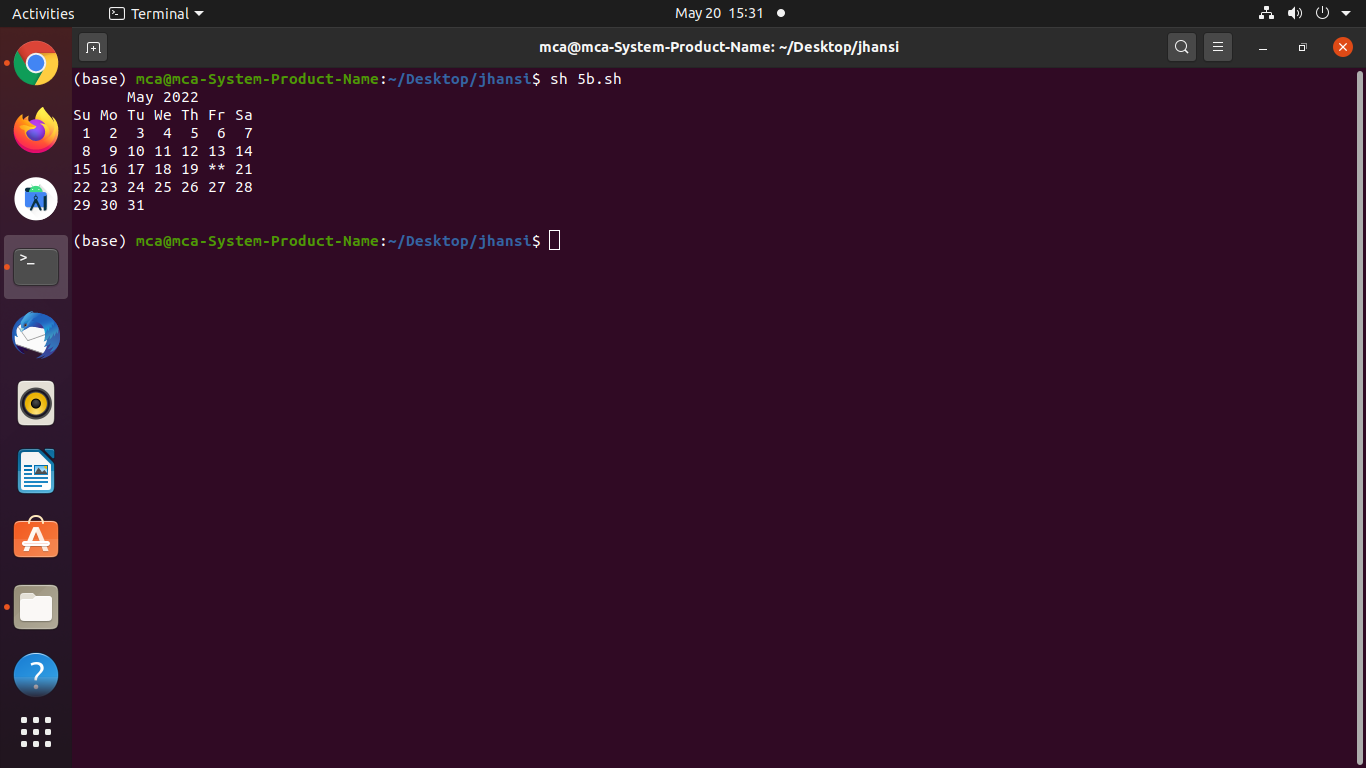 Activities Terminal May 20 15:31
mca@mca-System-Product-Name: ~/Desktop/jhansi
(base) mca@mca-System-Product-Name:~/Desktop/jhansi$ sh 5b.sh
      May 2022
Su Mo Tu We Th Fr Sa
 1  2  3  4  5  6  7
 8  9 10 11 12 13 14
15 16 17 18 19 ** 21
22 23 24 25 26 27 28
29 30 31
(base) mca@mca-System-Product-Name:~/Desktop/jhansi$